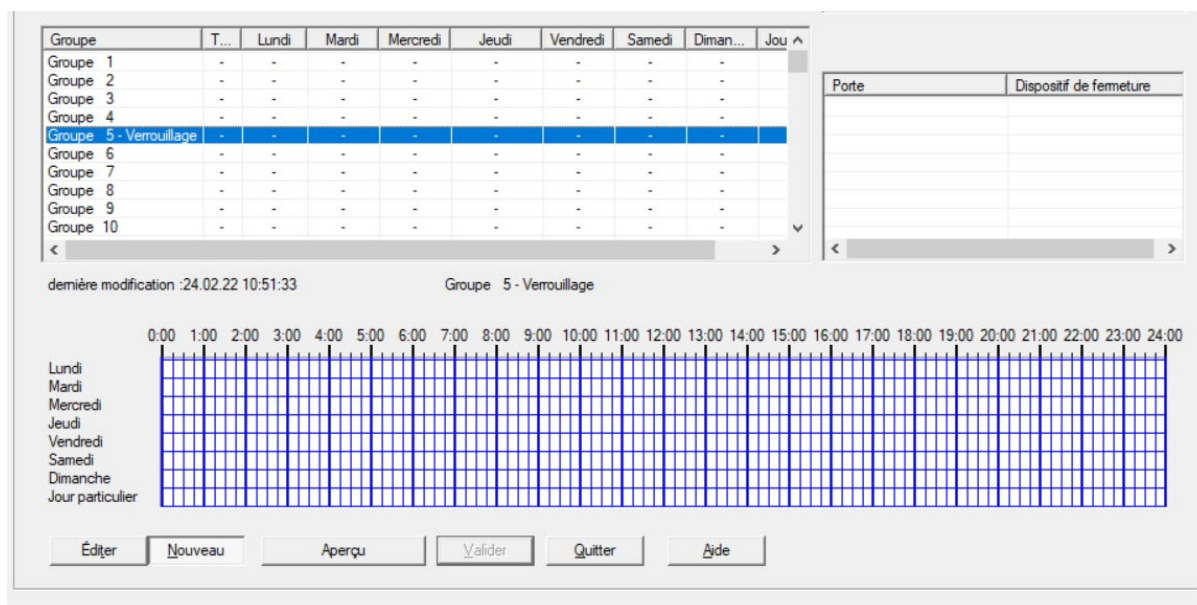 Groupe T... Lundi Mardi Mercredi Jeudi Vendredi Samedi Diman... Jou
Groupe 1 - - - - - - - -
Groupe 2 - - - - - - - -
Groupe 3 - - - - - - - -
Groupe 4 - - - - - - - -
Groupe 5 - Verrouillage - - - - - - - -
Groupe 6 - - - - - - - -
Groupe 7 - - - - - - - -
Groupe 8 - - - - - - - -
Groupe 9 - - - - - - - -
Groupe 10 - - - - - - - -
Porte Dispositif de fermeture
dernière modification :24.02.22 10:51:33 Groupe 5 - Verrouillage
0:00 1:00 2:00 3:00 4:00 5:00 6:00 7:00 8:00 9:00 10:00 11:00 12:00 13:00 14:00 15:00 16:00 17:00 18:00 19:00 20:00 21:00 22:00 23:00 24:00
Lundi
Mardi
Mercredi
Jeudi
Vendredi
Samedi
Dimanche
Jour particulier
Éditer Nouveau Aperçu Valider Quitter Aide